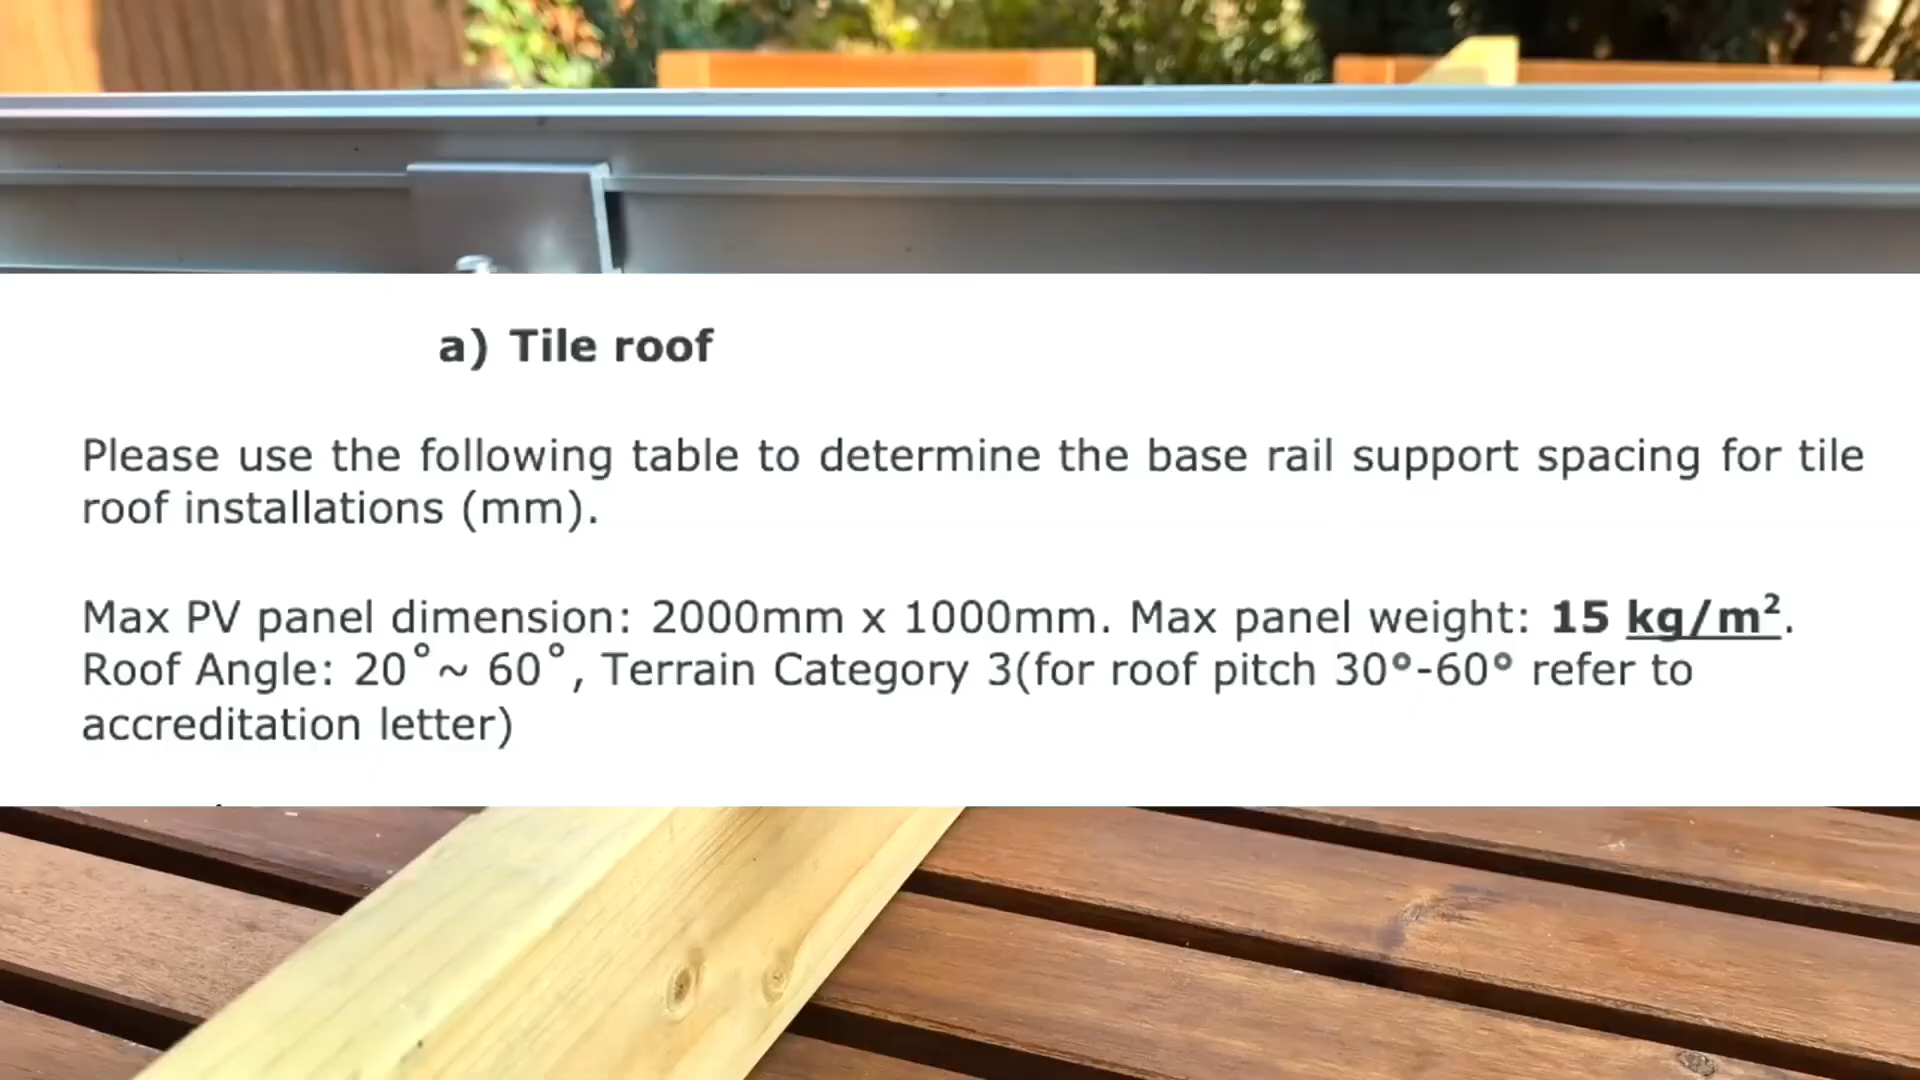 a) Tile roof
Please use the following table to determine the base rail support spacing for tile
roof installations (mm).
Max PV panel dimension: 2000mm x 1000mm. Max panel weight: 15 kg/m².
Roof Angle: 20˚~ 60˚, Terrain Category 3(for roof pitch 30º-60º refer to
accreditation letter)